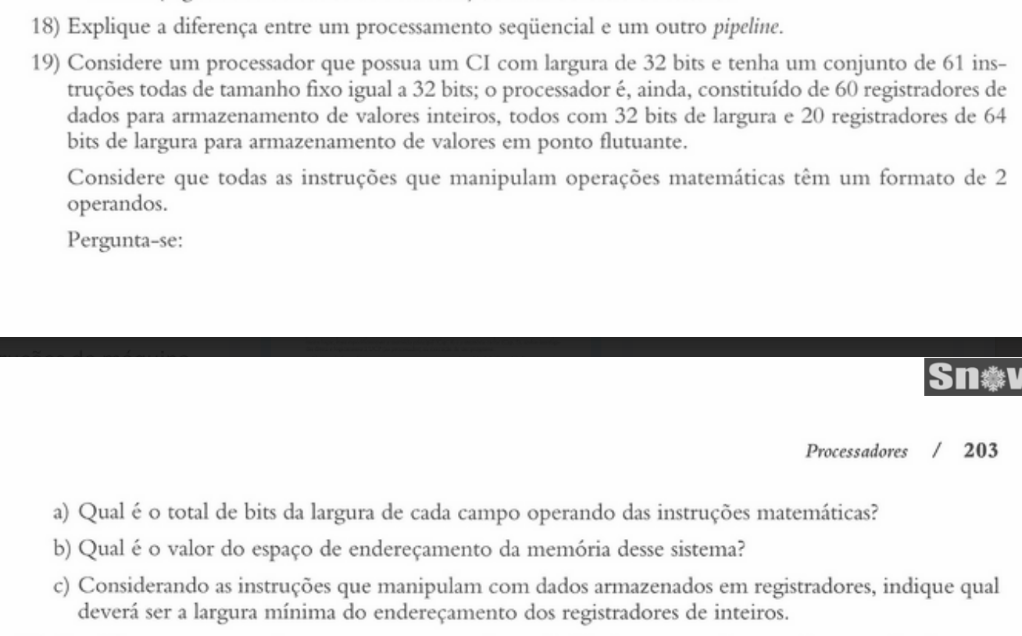 18) Explique a diferença entre um processamento seqüencial e um outro pipeline.
19) Considere um processador que possua um CI com largura de 32 bits e tenha um conjunto de 61 ins-
truções todas de tamanho fixo igual a 32 bits; o processador é, ainda, constituído de 60 registradores de
dados para armazenamento de valores inteiros, todos com 32 bits de largura e 20 registradores de 64
bits de largura para armazenamento de valores em ponto flutuante.
Considere que todas as instruções que manipulam operações matemáticas têm um formato de 2
operandos.
Pergunta-se:
Processadores / 203
a) Qual é o total de bits da largura de cada campo operando das instruções matemáticas?
b) Qual é o valor do espaço de endereçamento da memória desse sistema?
c) Considerando as instruções que manipulam com dados armazenados em registradores, indique qual
deverá ser a largura mínima do endereçamento dos registradores de inteiros.